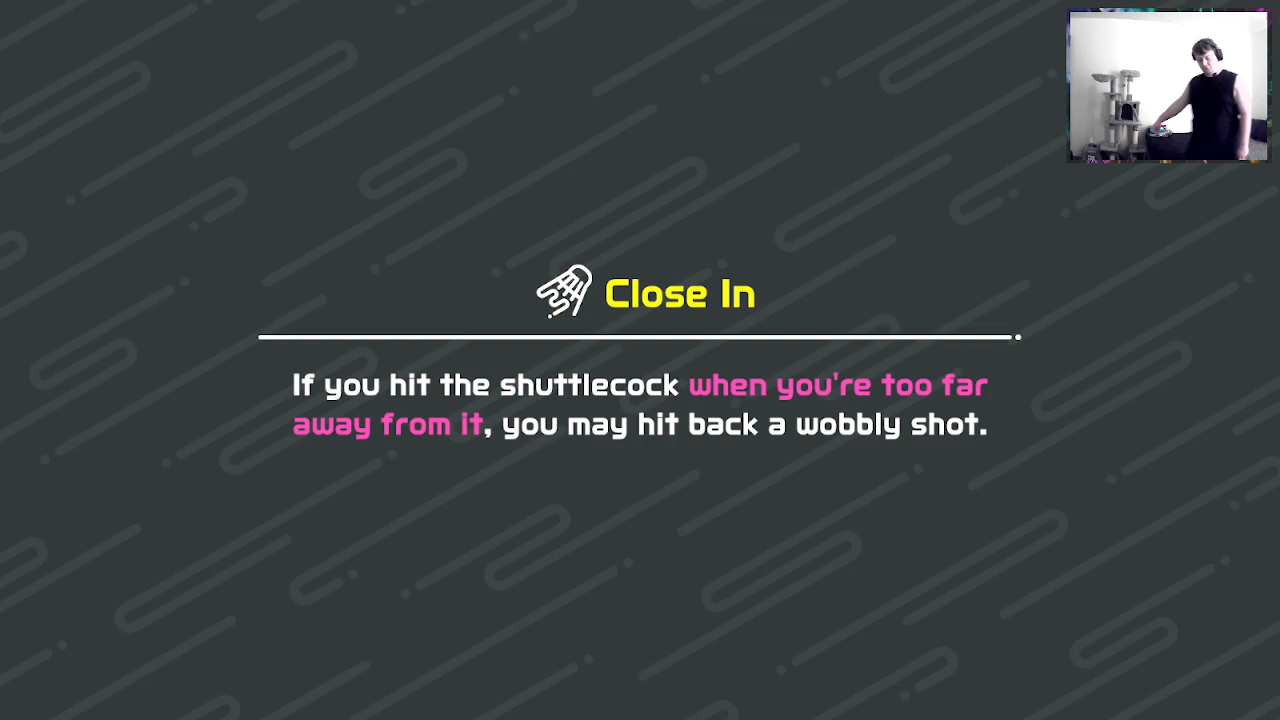 Close In
If you hit the shuttlecock when you're too far
away from it, you may hit back a wobbly shot.